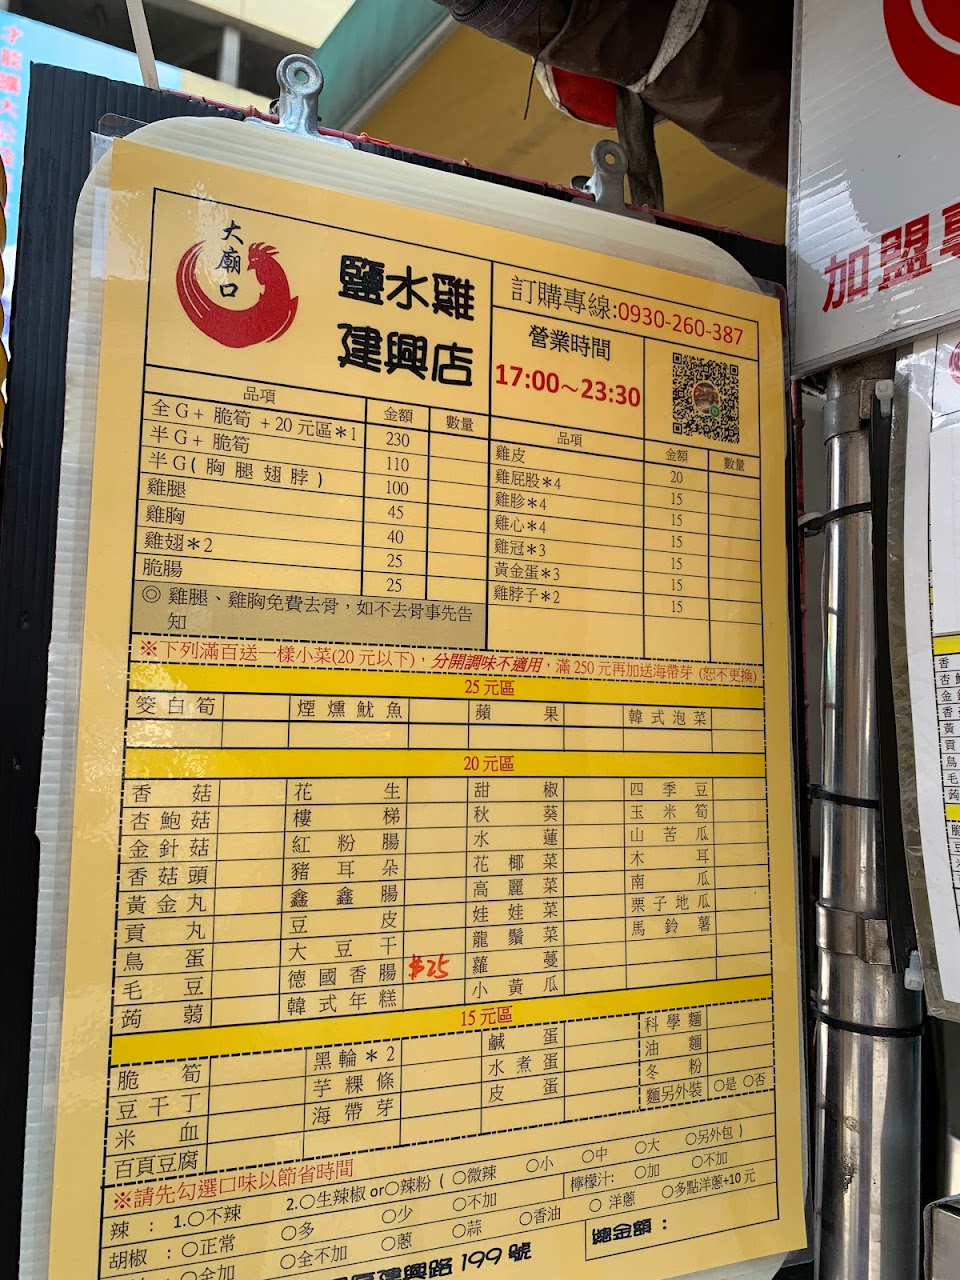 才能擴大公
大廟口
鹽水雞
建興店
訂購專線:0930-260-387
營業時間
17:00～23:30
加盟專
品項 金額 數量
全G+ 脆筍 +20元區*1 230
半G+ 脆筍 110
半G(胸腿翅脖) 100
雞腿 45
雞胸 40
雞翅*2 25
脆腸 25
◎ 雞腿、雞胸免費去骨，如不去骨事先告
知
品項 金額 數量
雞皮 20
雞屁股*4 15
雞胗*4 15
雞心*4 15
雞冠*3 15
黃金蛋*3 15
雞脖子*2 15
※下列滿百送一樣小菜(20元以下)，分開調味不適用，滿250元再加送海帶芽 (恕不更換)
25元區
筊白筍 煙燻魷魚 蘋果 韓式泡菜
20元區
香菇 花生 甜椒 四季豆
杏鮑菇 樓梯 秋葵 玉米筍
金針菇 紅粉腸 水蓮 山苦瓜
香菇頭 豬耳朵 花椰菜 木耳
黃金丸 鑫鑫腸 高麗菜 南瓜
貢丸 豆皮 娃娃菜 栗子地瓜
鳥蛋 大豆干 龍鬚菜 馬鈴薯
毛豆 德國香腸 $25 蘿蔓
蒟蒻 韓式年糕 小黃瓜
15元區
脆筍 黑輪*2 鹹蛋 科學麵
豆干丁 芋粿條 水煮蛋 油麵
米血 海帶芽 皮蛋 冬粉
百頁豆腐 麵另外裝 ○是 ○否
※請先勾選口味以節省時間
辣 : 1.○不辣 2.○生辣椒 or○辣粉 ( ○微辣 ○小 ○中 ○大 ○另外包 )
胡椒 : ○正常 ○多 ○少 ○不加 檸檬汁: ○加 ○不加
○全加 ○全不加 ○蔥 ○蒜 ○香油 ○洋蔥 ○多點洋蔥+10元
區建興路199號
總金額：